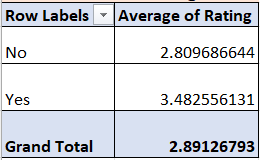 Row Labels Average of Rating
No 2.809686644
Yes 3.482556131
Grand Total 2.89126793